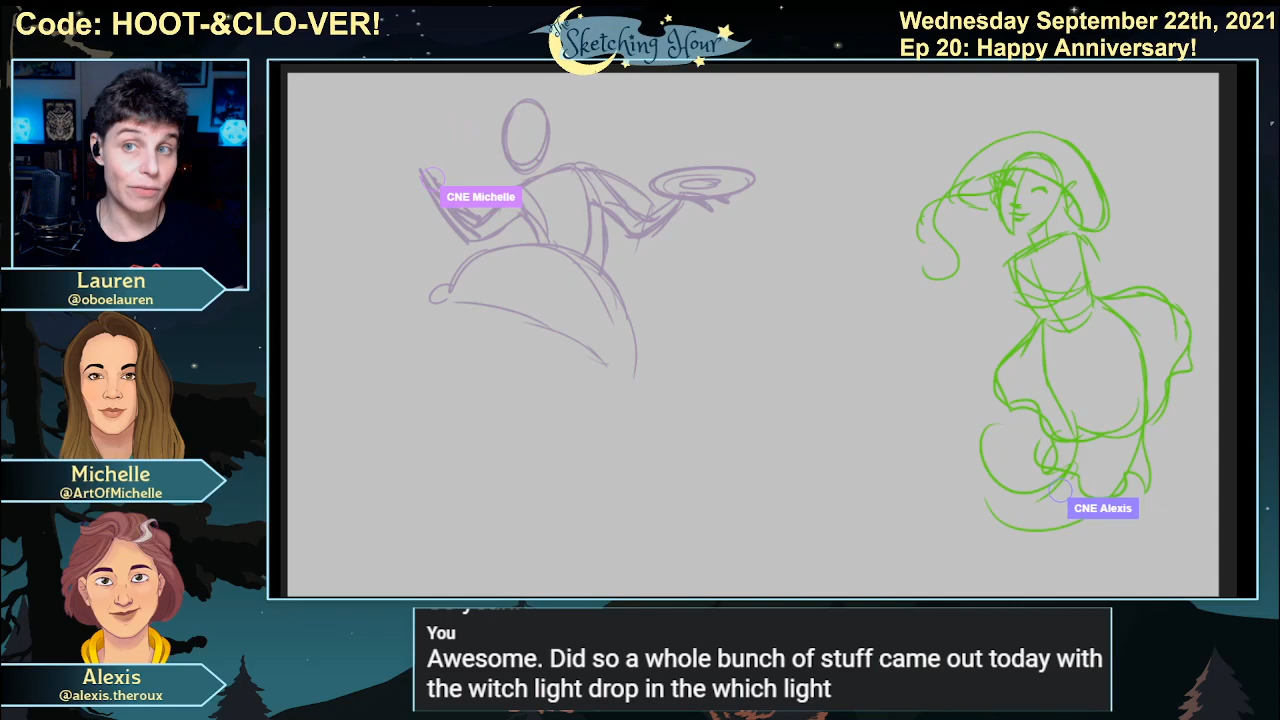 Code: HOOT-&CLO-VER!
The
Sketching Hour
Wednesday September 22th, 2021
Ep 20: Happy Anniversary!
CNE Michelle
Lauren
@oboelauren
Michelle
@ArtOfMichelle
CNE Alexis
Alexis
@alexis.theroux
You
Awesome. Did so a whole bunch of stuff came out today with
the witch light drop in the which light